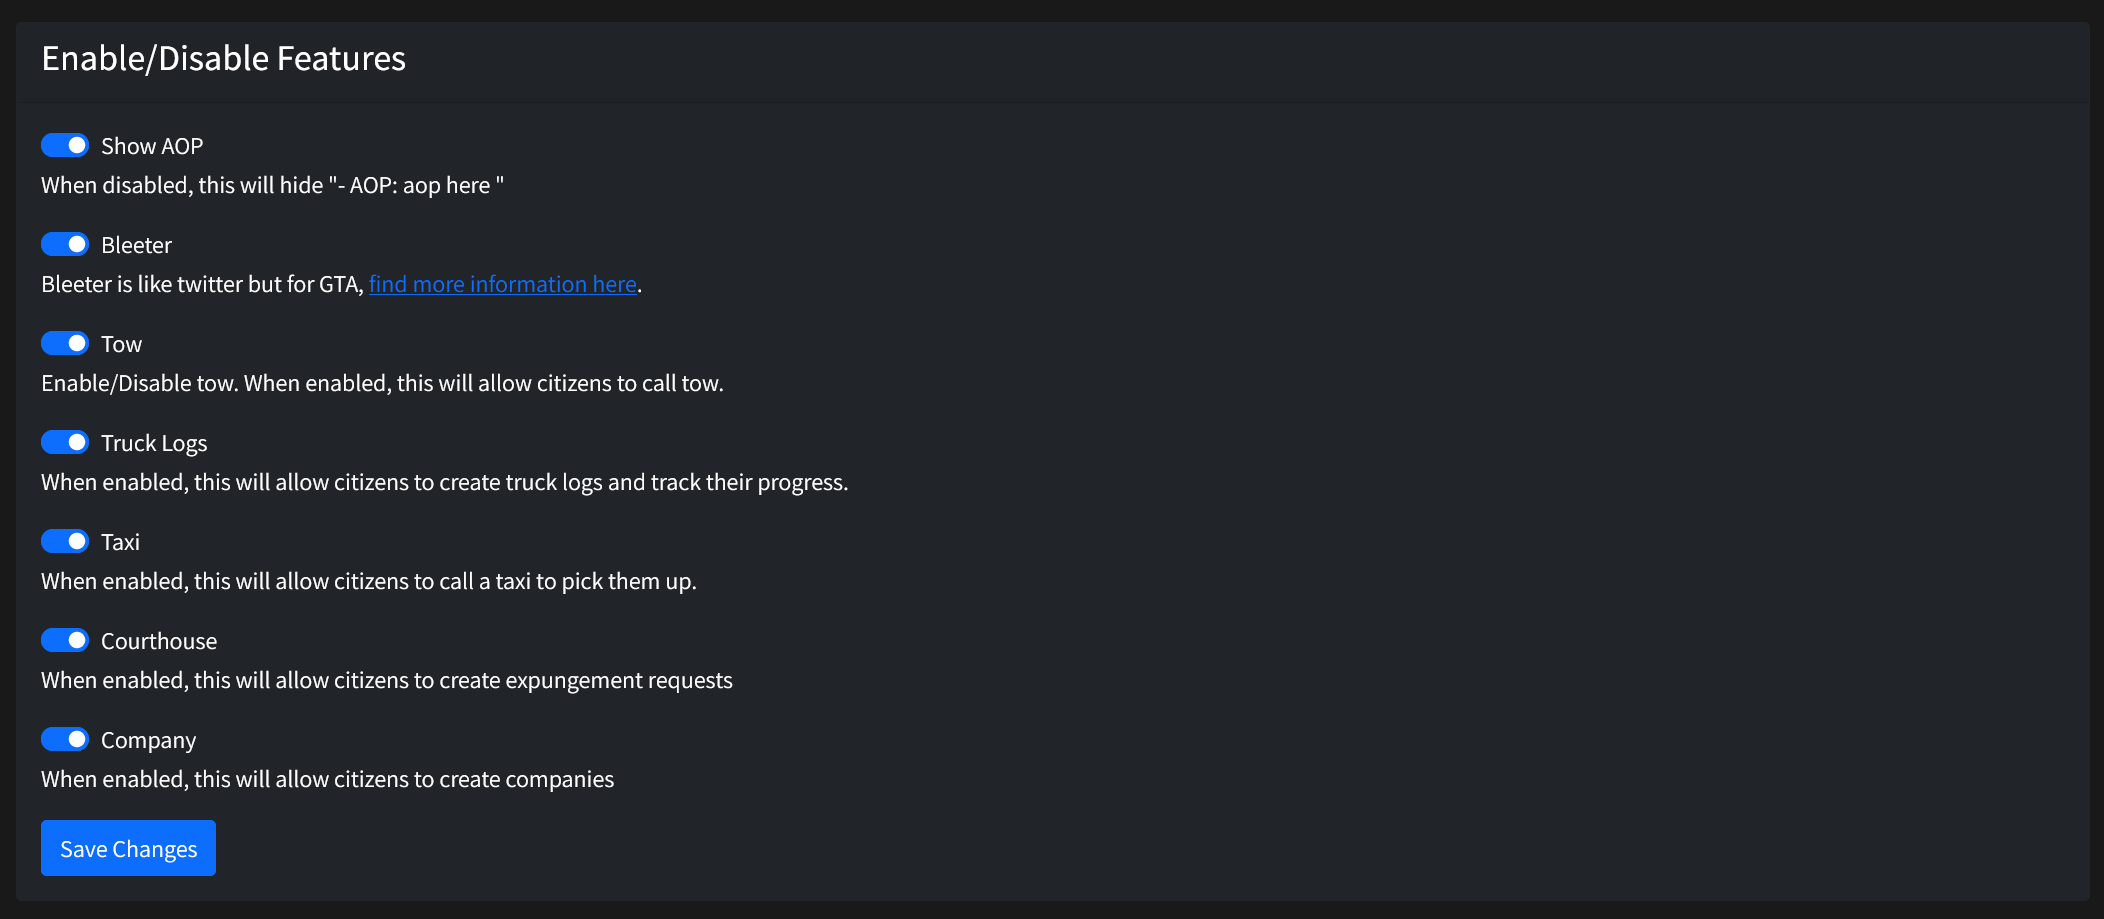 Enable/Disable Features
Show AOP
When disabled, this will hide "- AOP: aop here "
Bleeter
Bleeter is like twitter but for GTA, find more information here.
Tow
Enable/Disable tow. When enabled, this will allow citizens to call tow.
Truck Logs
When enabled, this will allow citizens to create truck logs and track their progress.
Taxi
When enabled, this will allow citizens to call a taxi to pick them up.
Courthouse
When enabled, this will allow citizens to create expungement requests
Company
When enabled, this will allow citizens to create companies
Save Changes